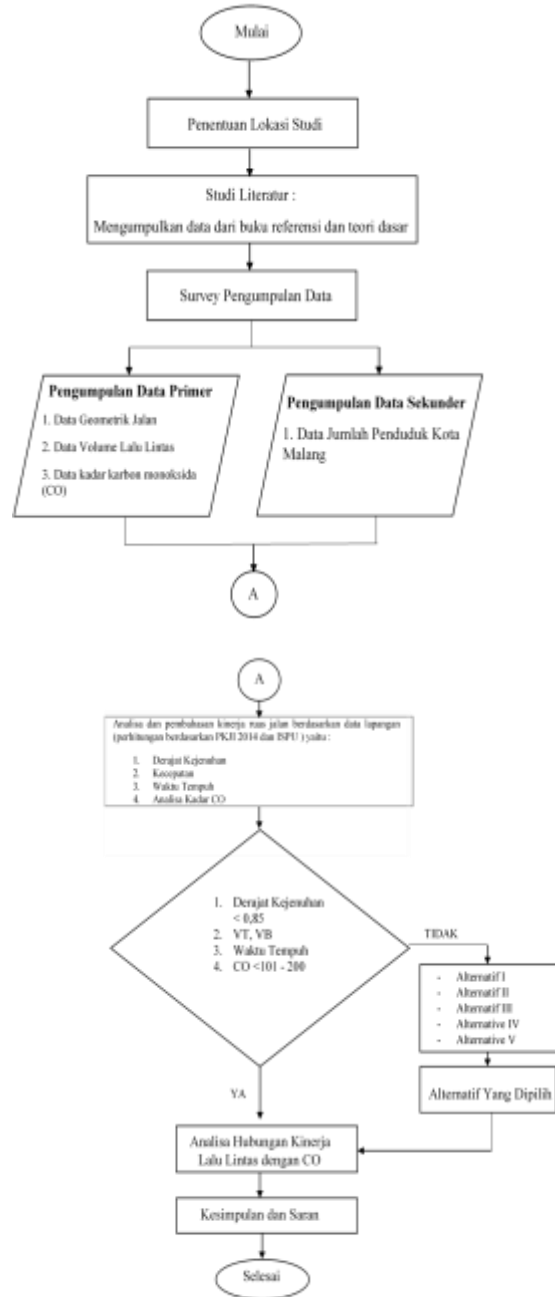 Mulai
Penentuan Lokasi Studi
Studi Literatur :
Mengumpulkan data dari buku referensi dan teori dasar
Survey Pengumpulan Data
Pengumpulan Data Primer
1. Data Geometrik Jalan
2. Data Volume Lalu Lintas
3. Data kadar karbon monoksida
(CO)
Pengumpulan Data Sekunder
1. Data Jumlah Penduduk Kota
Malang
A
A
Analisa dan pembahasan kinerja ruas jalan berdasarkan data lapangan
(perhitungan berdasarkan PKJI 2014 dan ISPU ) yaitu :
1. Derajat Kejenuhan
2. Kecepatan
3. Waktu Tempuh
4. Analisa Kadar CO
1. Derajat Kejenuhan
< 0,85
2. VT, VB
3. Waktu Tempuh
4. CO <101 - 200
TIDAK
- Alternatif I
- Alternatif II
- Alternatif III
- Alternative IV
- Alternative V
Alternatif Yang Dipilih
YA
Analisa Hubungan Kinerja
Lalu Lintas dengan CO
Kesimpulan dan Saran
Selesai